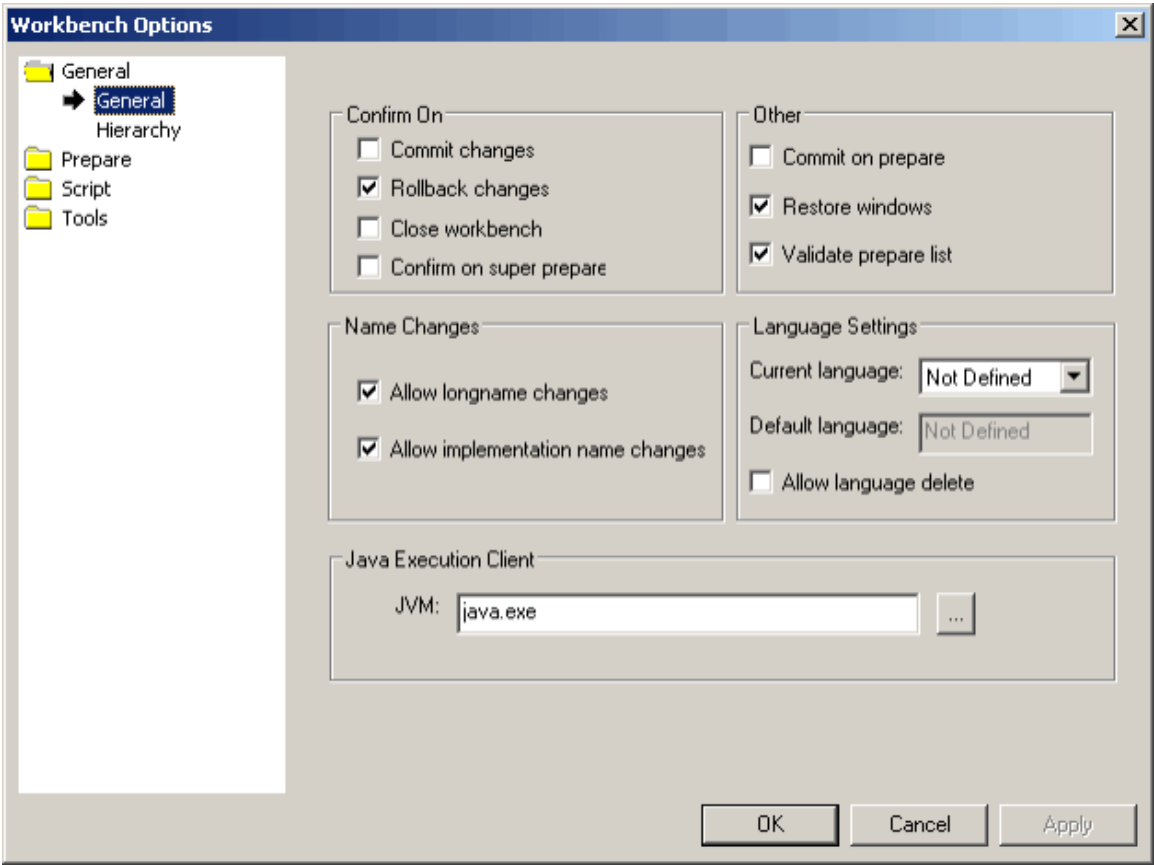 Workbench Options
General
General
Hierarchy
Prepare
Script
Tools
Confirm On
Commit changes
Rollback changes
Close workbench
Confirm on super prepare
Other
Commit on prepare
Restore windows
Validate prepare list
Name Changes
Allow longname changes
Allow implementation name changes
Language Settings
Current language: Not Defined
Default language: Not Defined
Allow language delete
Java Execution Client
JVM: java.exe ...
OK Cancel Apply